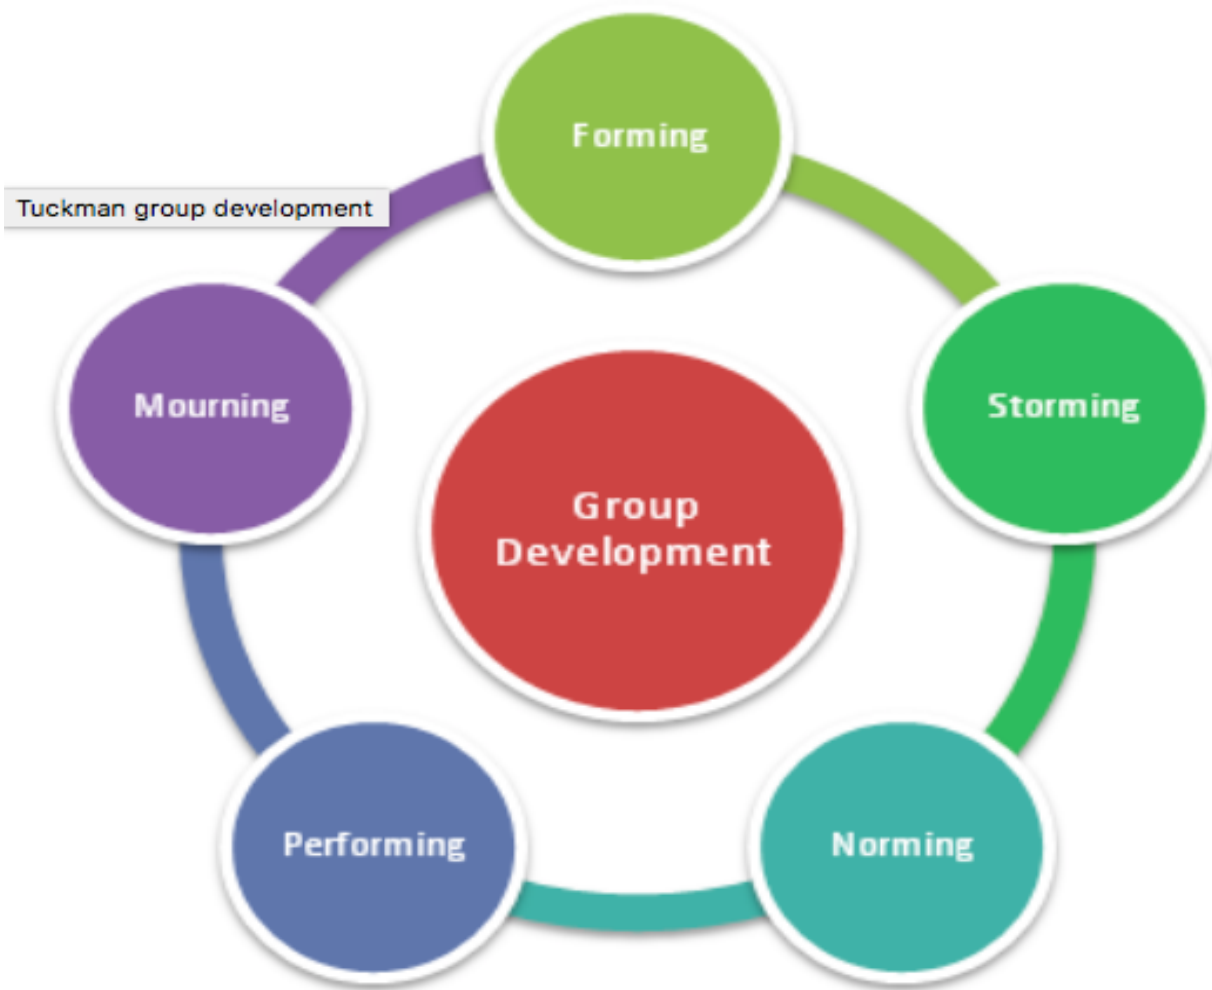 Forming
Tuckman group development
Mourning
Storming
Group
Development
Performing
Norming